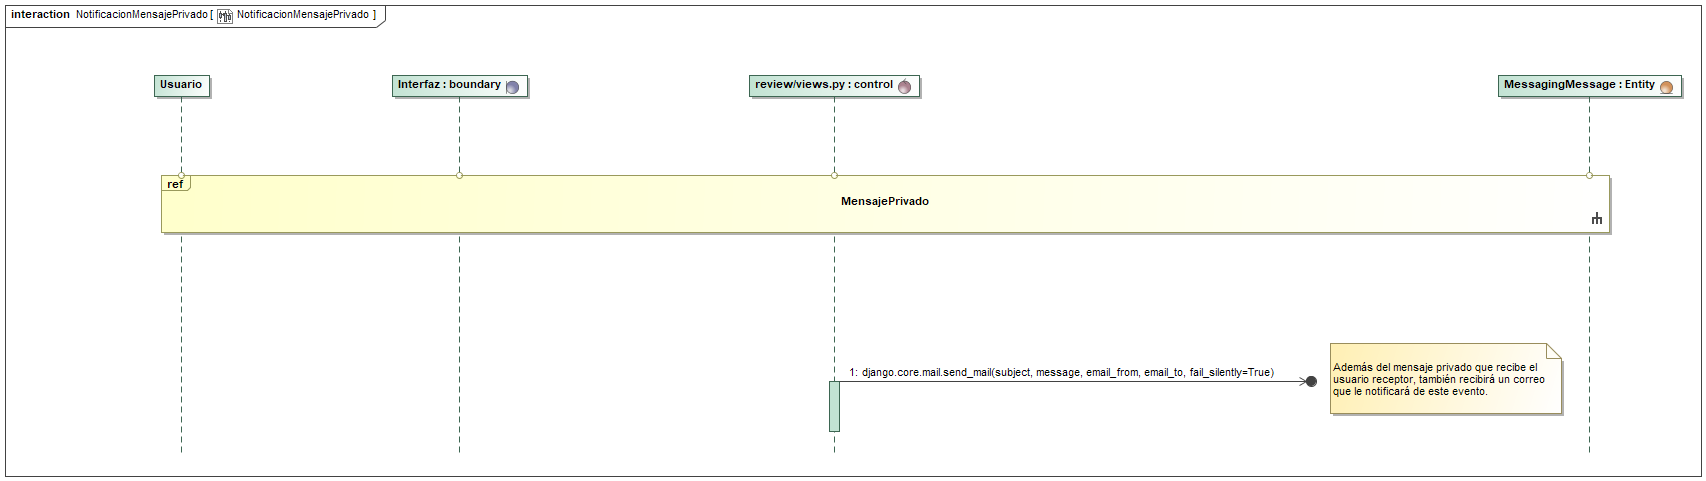 interaction NotificacionMensajePrivado [ NotificacionMensajePrivado ]
Usuario
Interfaz : boundary
review/views.py : control
MessagingMessage : Entity
ref
MensajePrivado
1: django.core.mail.send_mail(subject, message, email_from, email_to, fail_silently=True)
Además del mensaje privado que recibe el
usuario receptor, también recibirá un correo
que le notificará de este evento.